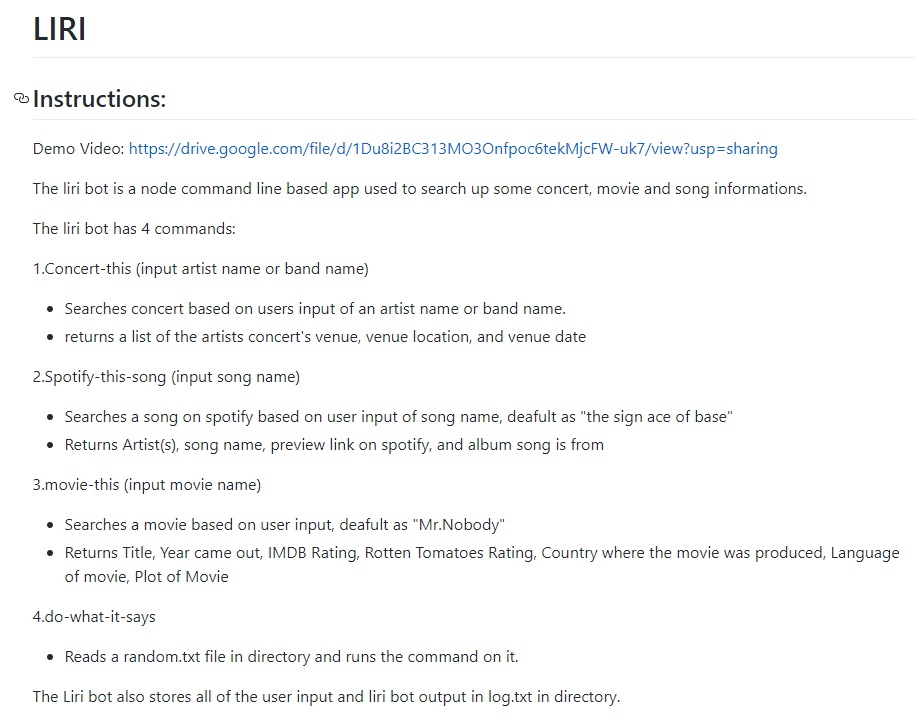 LIRI
Instructions:
Demo Video: https://drive.google.com/file/d/1Du8i2BC313MO3Onfpoc6tekMjcFW-uk7/view?usp=sharing
The liri bot is a node command line based app used to search up some concert, movie and song informations.
The liri bot has 4 commands:
1.Concert-this (input artist name or band name)
• Searches concert based on users input of an artist name or band name.
• returns a list of the artists concert's venue, venue location, and venue date
2.Spotify-this-song (input song name)
• Searches a song on spotify based on user input of song name, deafult as "the sign ace of base"
• Returns Artist(s), song name, preview link on spotify, and album song is from
3.movie-this (input movie name)
• Searches a movie based on user input, deafult as "Mr.Nobody"
• Returns Title, Year came out, IMDB Rating, Rotten Tomatoes Rating, Country where the movie was produced, Language
of movie, Plot of Movie
4.do-what-it-says
• Reads a random.txt file in directory and runs the command on it.
The Liri bot also stores all of the user input and liri bot output in log.txt in directory.